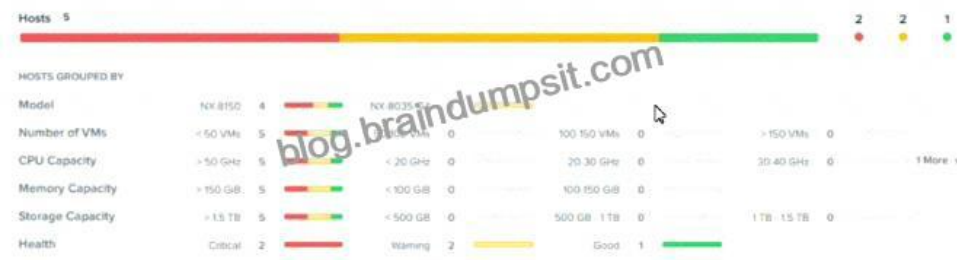 Hosts 5 2 2 1
HOSTS GROUPED BY
Model NX-8150 4 NX-8035
Number of VMs < 50 VMs 5 VMs 0 100-150 VMs 0 > 150 VMs 0
CPU Capacity > 50 GHz 5 < 20 GHz 0 20-30 GHz 0 30-40 GHz 0 1 More
Memory Capacity > 150 GiB 5 < 100 GiB 0 100-150 GiB 0
Storage Capacity > 1.5 TB 5 < 500 GB 0 500 GB - 1 TB 0 1 TB - 1.5 TB 0
Health Critical 2 Warning 2 Good 1
blog.braindumpsit.com